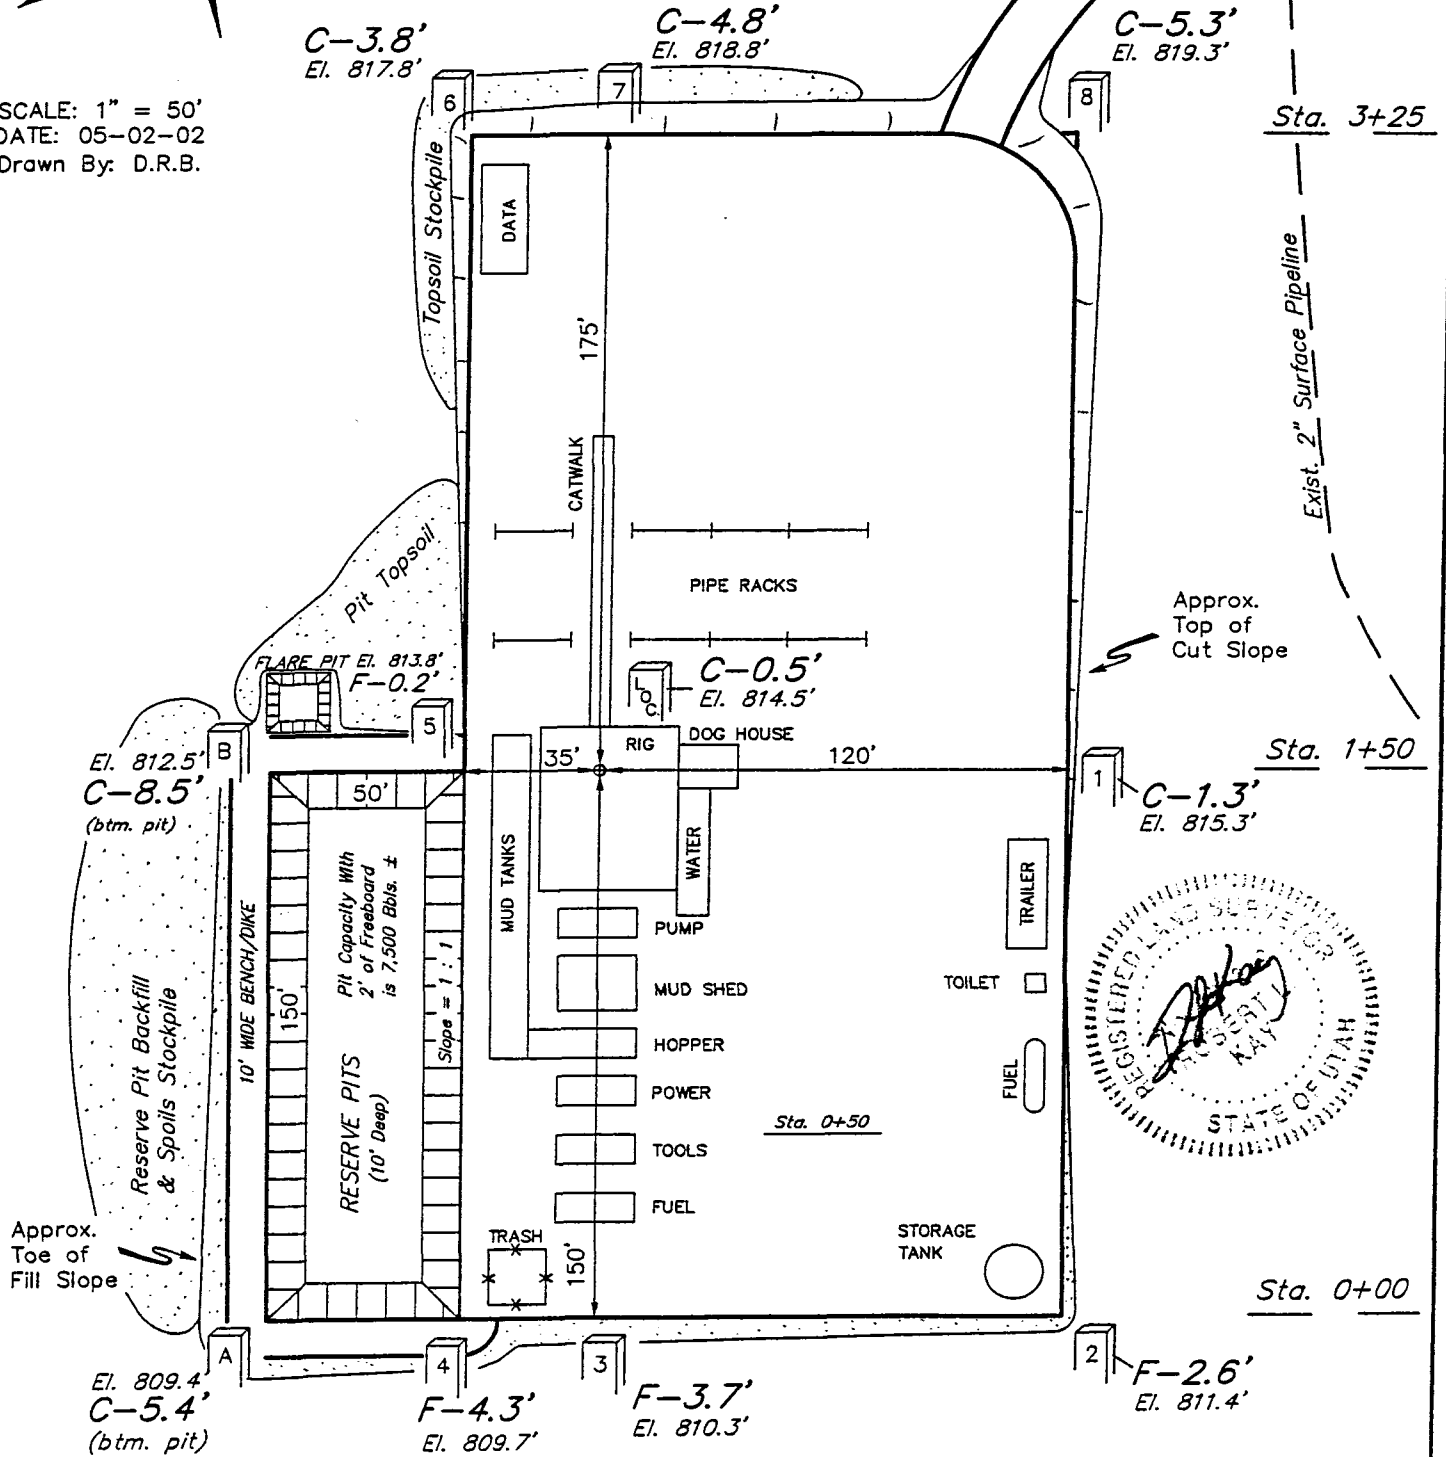 C-3.8'
El. 817.8'
C-4.8'
El. 818.8'
C-5.3'
El. 819.3'
SCALE: 1" = 50'
DATE: 05-02-02
Drawn By: D.R.B.
6
7
8
Sta. 3+25
Topsoil Stockpile
DATA
175'
Exist. 2" Surface Pipeline
CATWALK
PIPE RACKS
Pit Topsoil
Approx.
Top of
Cut Slope
FLARE PIT El. 813.8'
F-0.2'
LOC.
C-0.5'
El. 814.5'
5
B
El. 812.5'
C-8.5'
(btm. pit)
RIG
DOG HOUSE
35'
120'
Sta. 1+50
1
C-1.3'
El. 815.3'
50'
MUD TANKS
WATER
TRAILER
Pit Capacity With
2' of Freeboard
is 7,500 Bbls. ±
Slope = 1 : 1
10' WIDE BENCH/DIKE
150'
RESERVE PITS
(10' Deep)
Reserve Pit Backfill
& Spoils Stockpile
PUMP
MUD SHED
HOPPER
POWER
TOOLS
FUEL
TOILET
FUEL
Sta. 0+50
REGISTERED LAND SURVEYOR
ROBERT L.
KAY
STATE OF UTAH
Approx.
Toe of
Fill Slope
TRASH
150'
STORAGE
TANK
Sta. 0+00
A
4
3
2
El. 809.4'
C-5.4'
(btm. pit)
F-4.3'
El. 809.7'
F-3.7'
El. 810.3'
F-2.6'
El. 811.4'